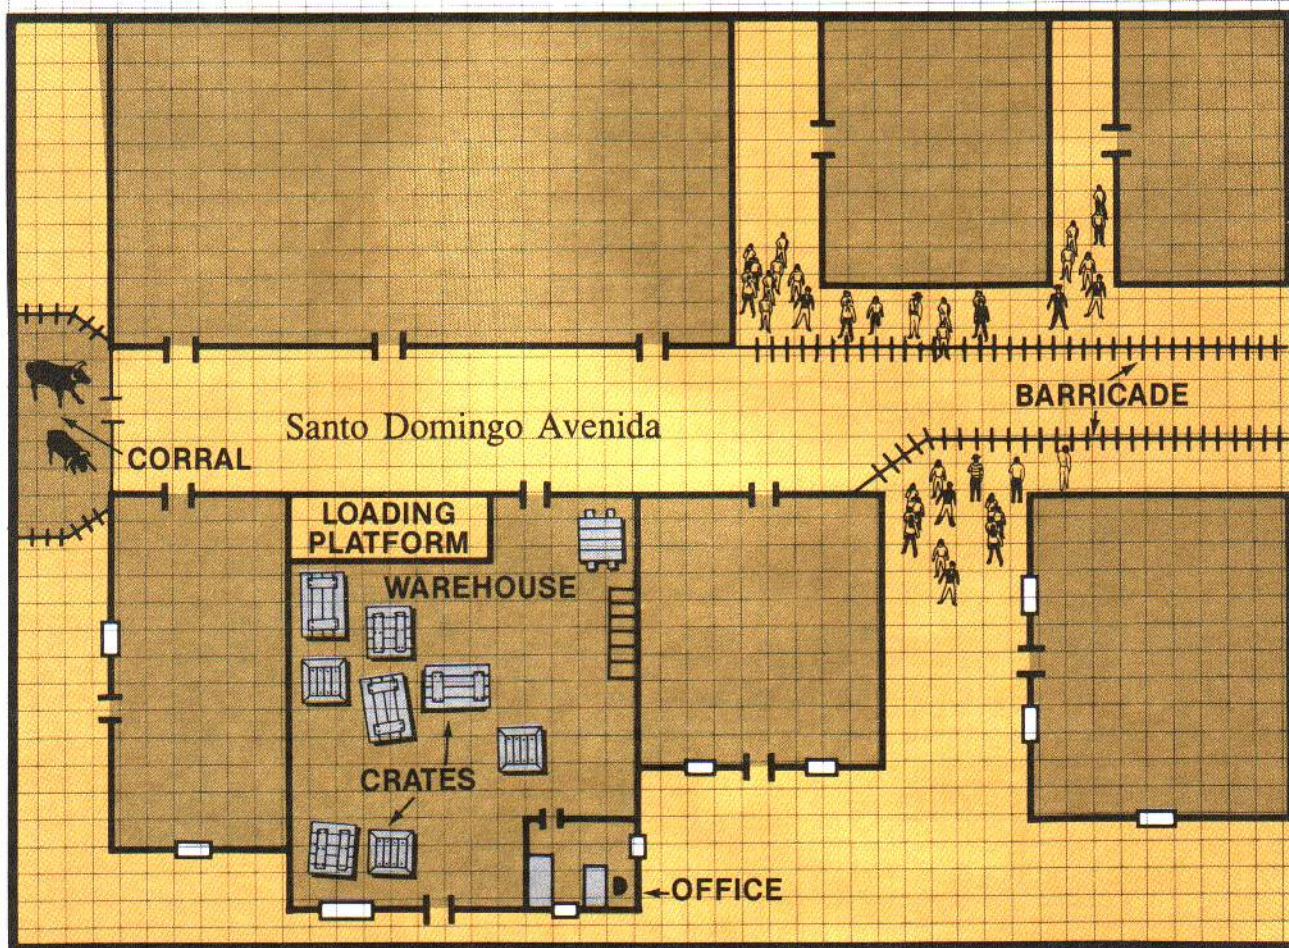 BARRICADE
Santo Domingo Avenida
CORRAL
LOADING
PLATFORM
WAREHOUSE
CRATES
OFFICE